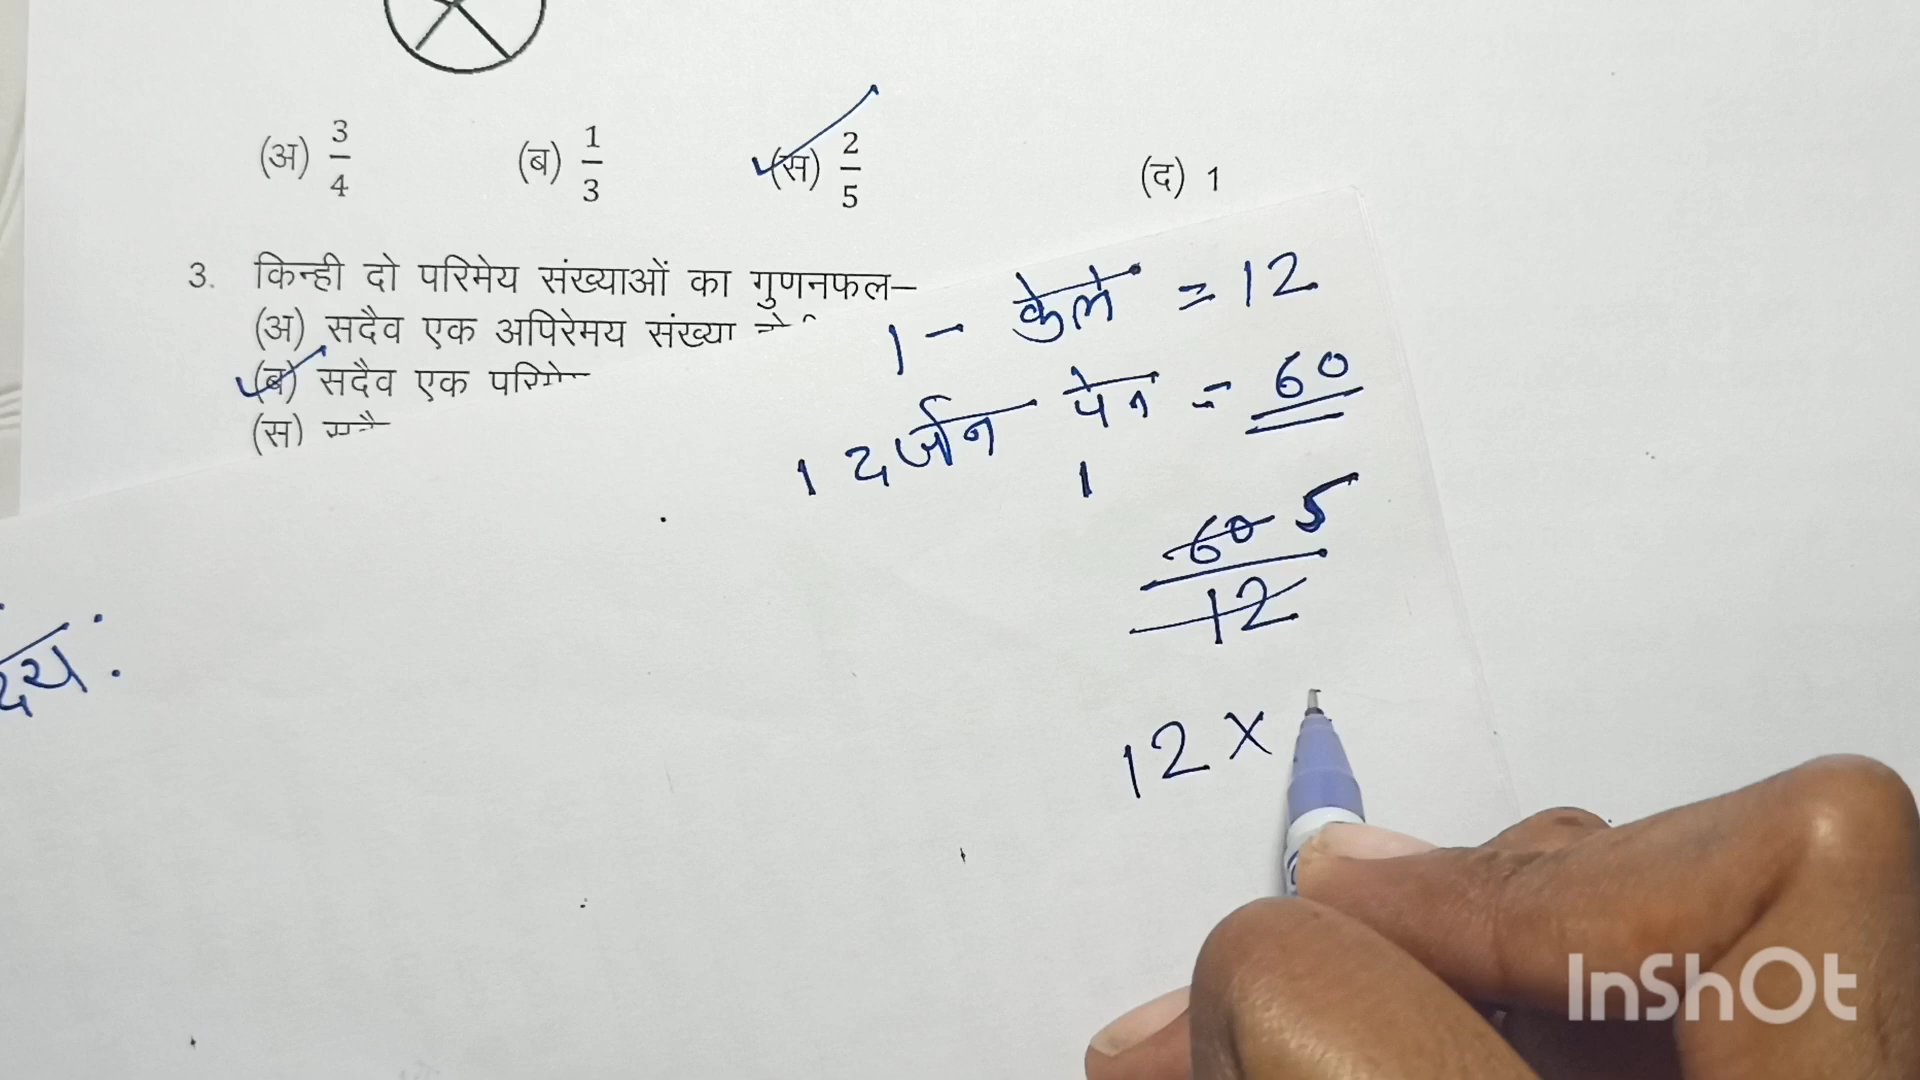 (अ) 3/4 (ब) 1/3 (स) 2/5 (द) 1
3. किन्ही दो परिमेय संख्याओं का गुणनफल–
(अ) सदैव एक अपिरेमय संख्या
(ब) सदैव एक
(स)
1 - केले = 12
1 दर्जन पेन = 60
1
60 5
12
12 ×
InShOt